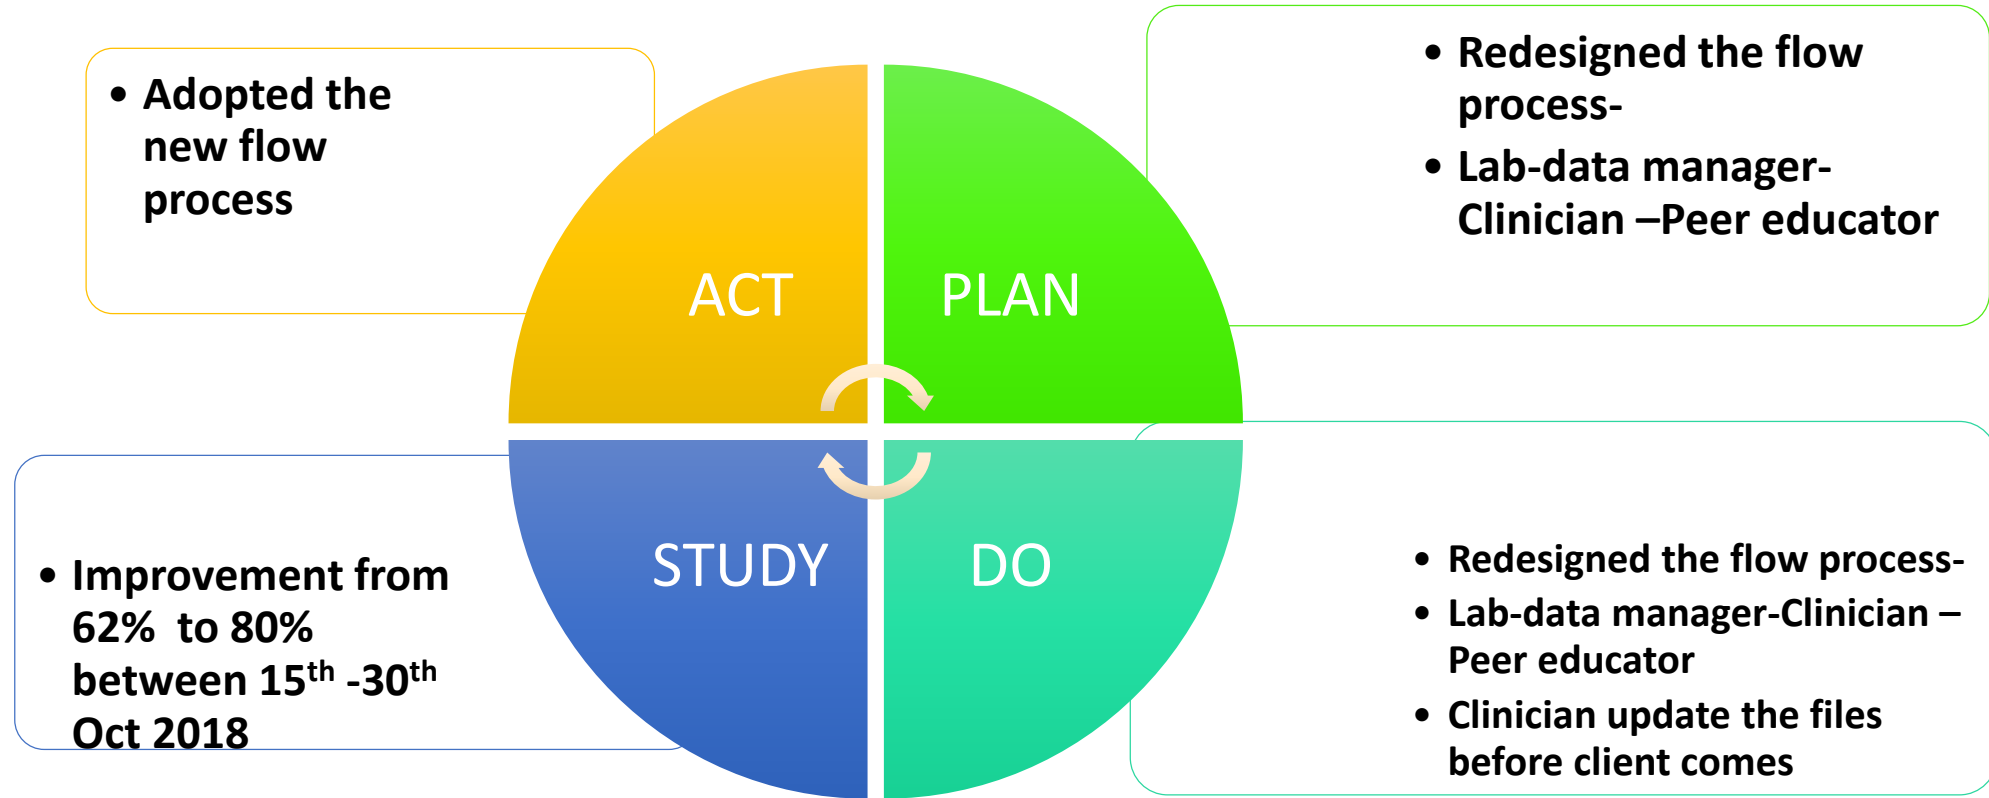 • Adopted the
new flow
process
ACT
PLAN
• Redesigned the flow
process-
• Lab-data manager-
Clinician –Peer educator
STUDY
DO
• Improvement from
62%  to 80%
between 15th -30th
Oct 2018
• Redesigned the flow process-
• Lab-data manager-Clinician –
Peer educator
• Clinician update the files
before client comes